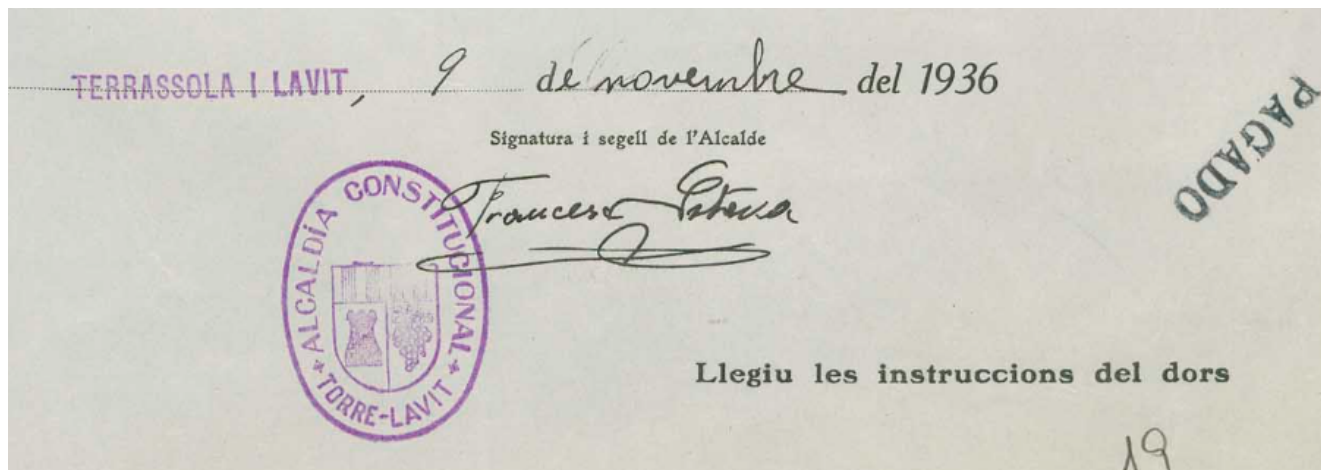 TERRASSOLA I LAVIT, 9 de novembre del 1936
PAGADO
Signatura i segell de l'Alcalde
Francesc Esteva
* ALCALDÍA CONSTITUCIONAL *
TORRE-LAVIT
Llegiu les instruccions del dors
19